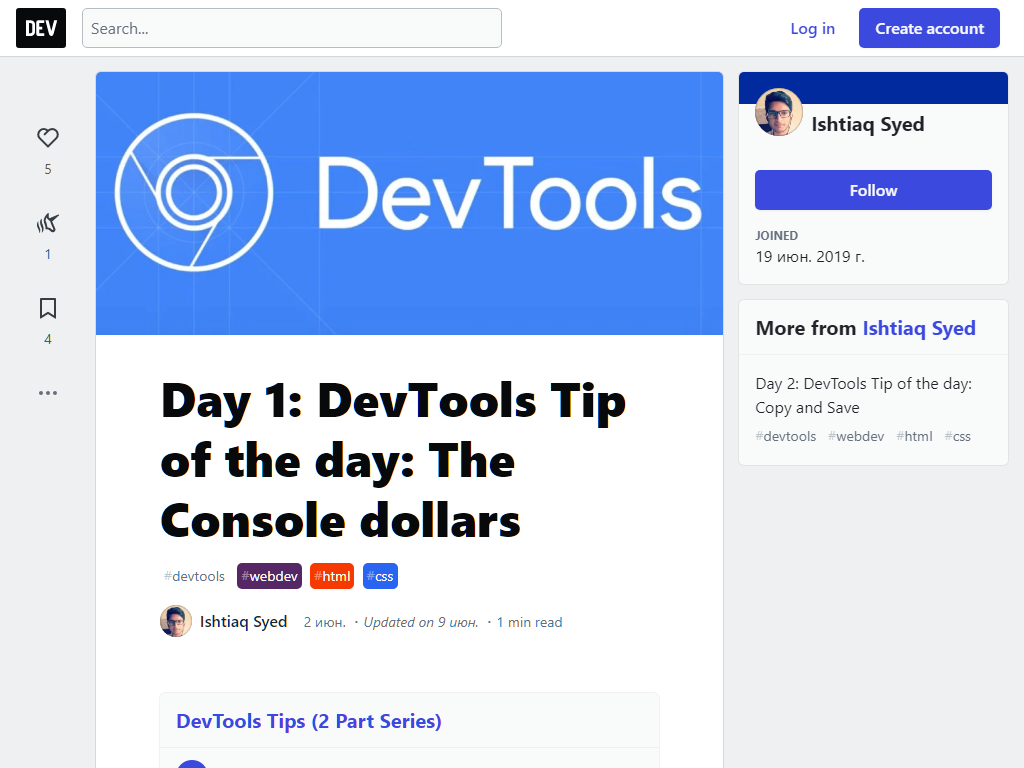 DEV
Search...
Log in
Create account
5
1
4
DevTools
Day 1: DevTools Tip
of the day: The
Console dollars
#devtools #webdev #html #css
Ishtiaq Syed 2 июн. · Updated on 9 июн. · 1 min read
DevTools Tips (2 Part Series)
Ishtiaq Syed
Follow
JOINED
19 июн. 2019 г.
More from Ishtiaq Syed
Day 2: DevTools Tip of the day:
Copy and Save
#devtools #webdev #html #css